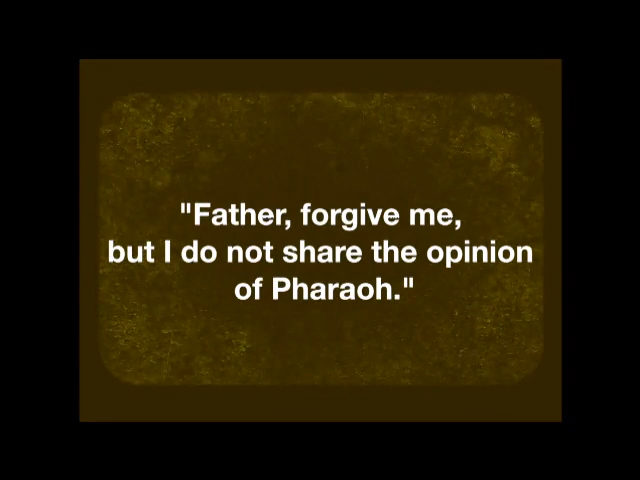 "Father, forgive me,
but I do not share the opinion
of Pharaoh."